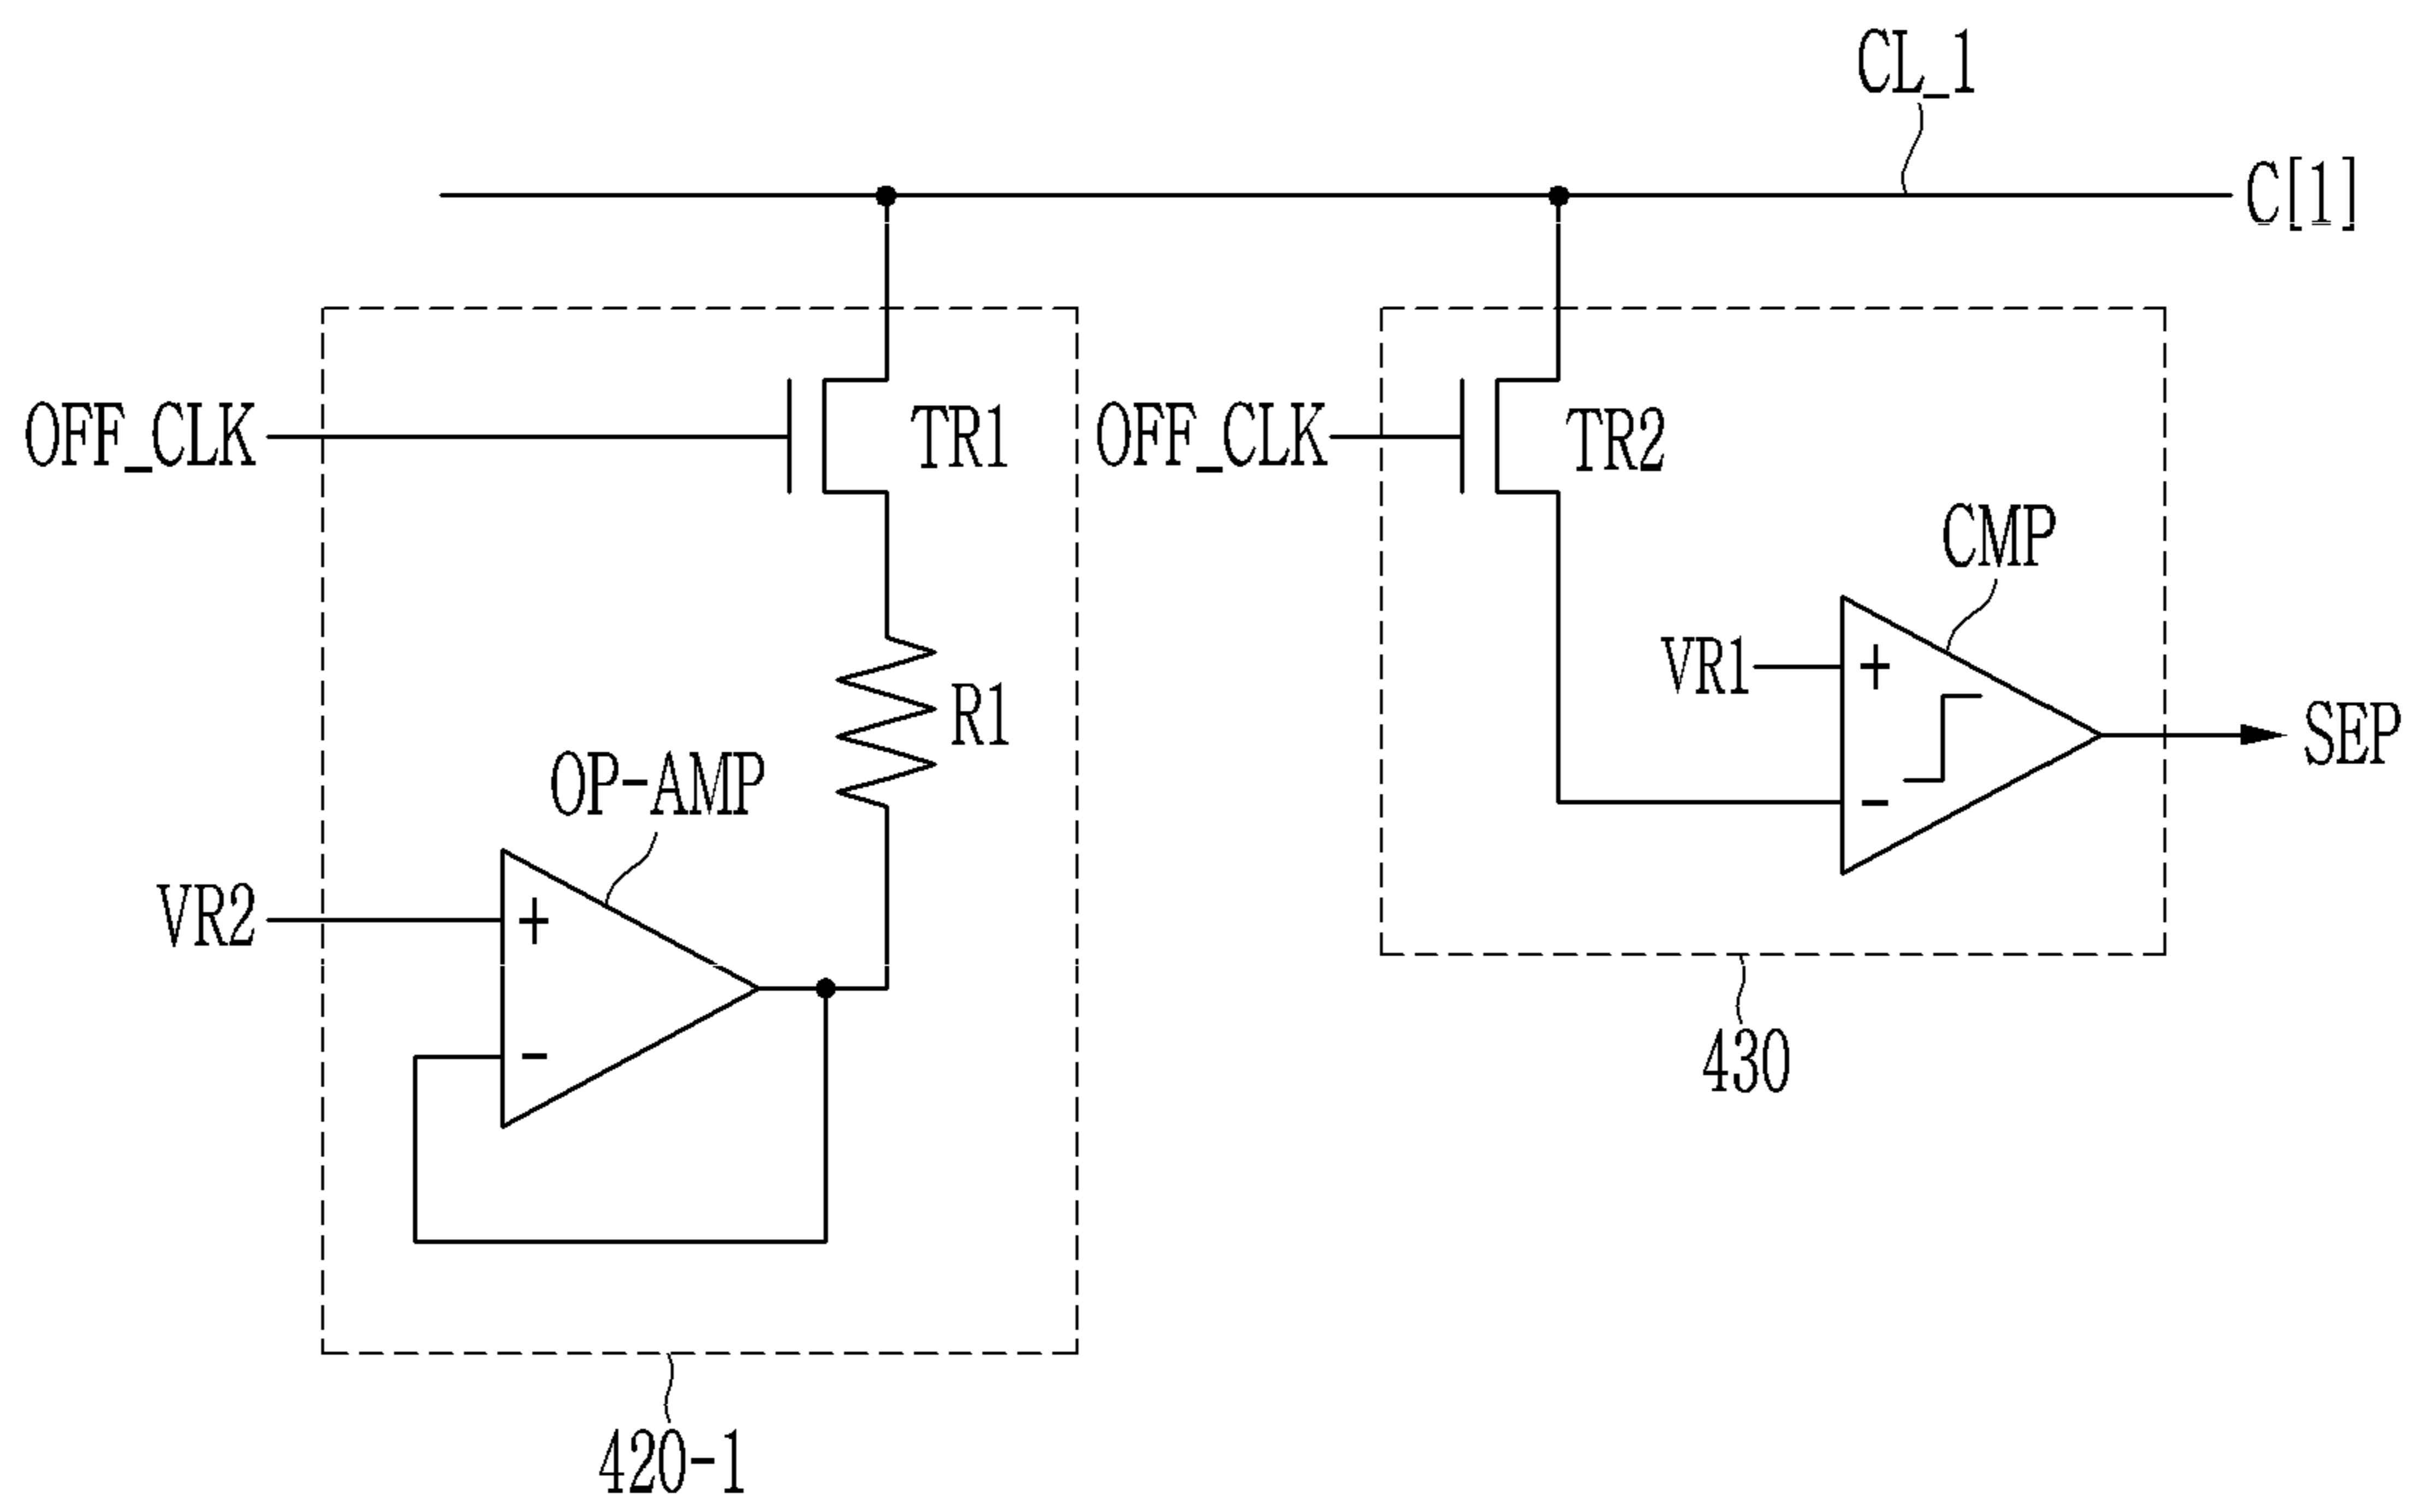 CL_1
C[1]
OFF_CLK
TR1
OFF_CLK
TR2
CMP
VR1
+
-
SEP
R1
OP-AMP
VR2
+
-
430
420-1